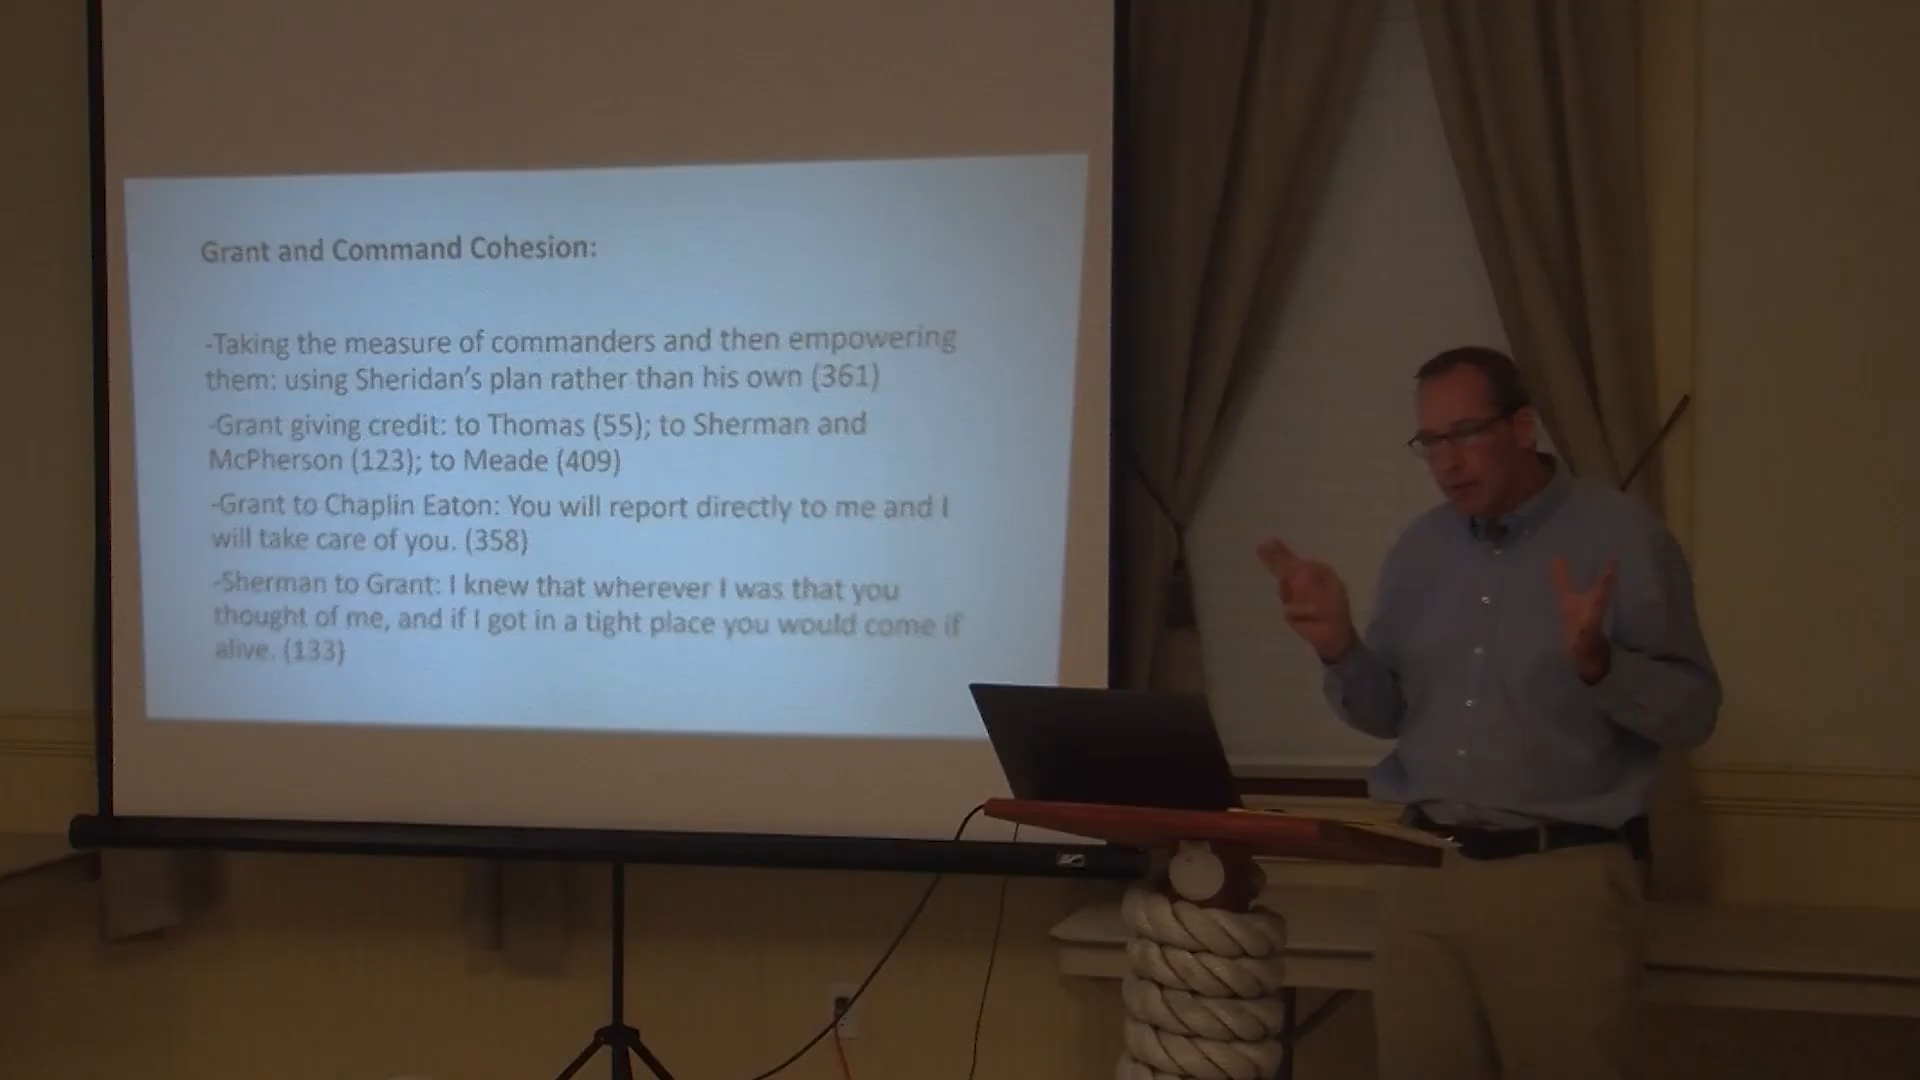 Grant and Command Cohesion:
-Taking the measure of commanders and then empowering
them: using Sheridan's plan rather than his own (361)
-Grant giving credit: to Thomas (55); to Sherman and
McPherson (123); to Meade (409)
-Grant to Chaplin Eaton: You will report directly to me and I
will take care of you. (358)
-Sherman to Grant: I knew that wherever I was that you
thought of me, and if I got in a tight place you would come if
alive. (133)